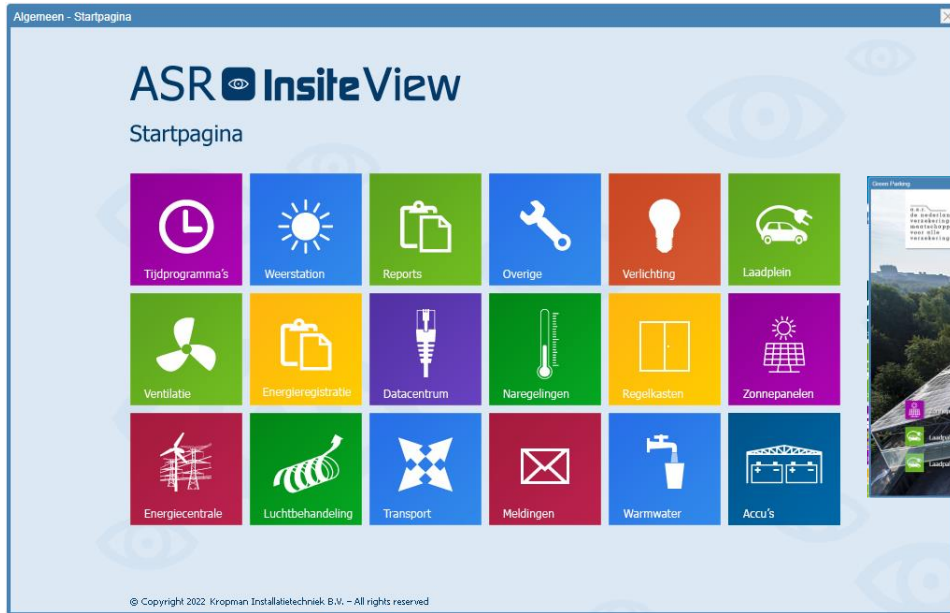 Algemeen - Startpagina
ASR InsiteView
Startpagina
Tijdprogramma's
Weerstation
Reports
Overige
Verlichting
Laadplein
Ventilatie
Energieregistratie
Datacentrum
Naregelingen
Regelkasten
Zonnepanelen
Energiecentrale
Luchtbehandeling
Transport
Meldingen
Warmwater
Accu's
© Copyright 2022 Kropman Installatietechniek B.V. – All rights reserved
Green Parking